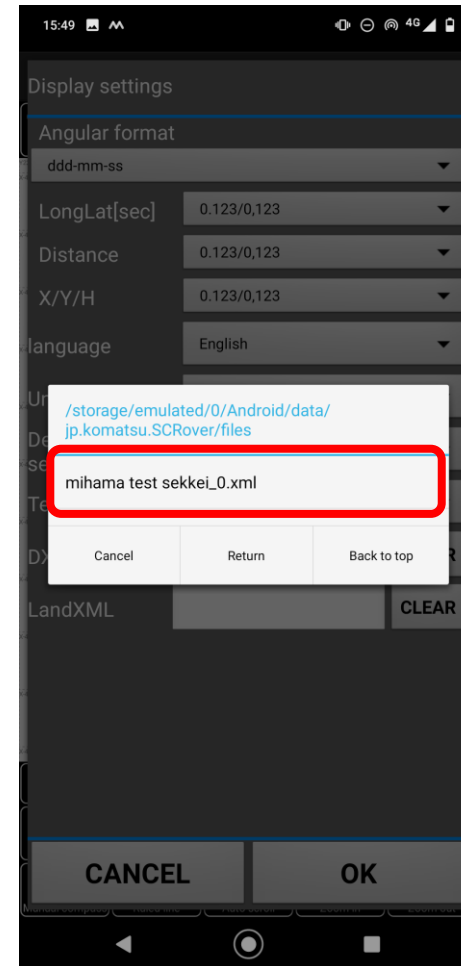 15:49
4G
Display settings
Angular format
ddd-mm-ss
LongLat[sec] 0.123/0,123
Distance 0.123/0,123
X/Y/H 0.123/0,123
language English
/storage/emulated/0/Android/data/
jp.komatsu.SCRover/files
mihama test sekkei_0.xml
Cancel Return Back to top
LandXML CLEAR
CANCEL OK